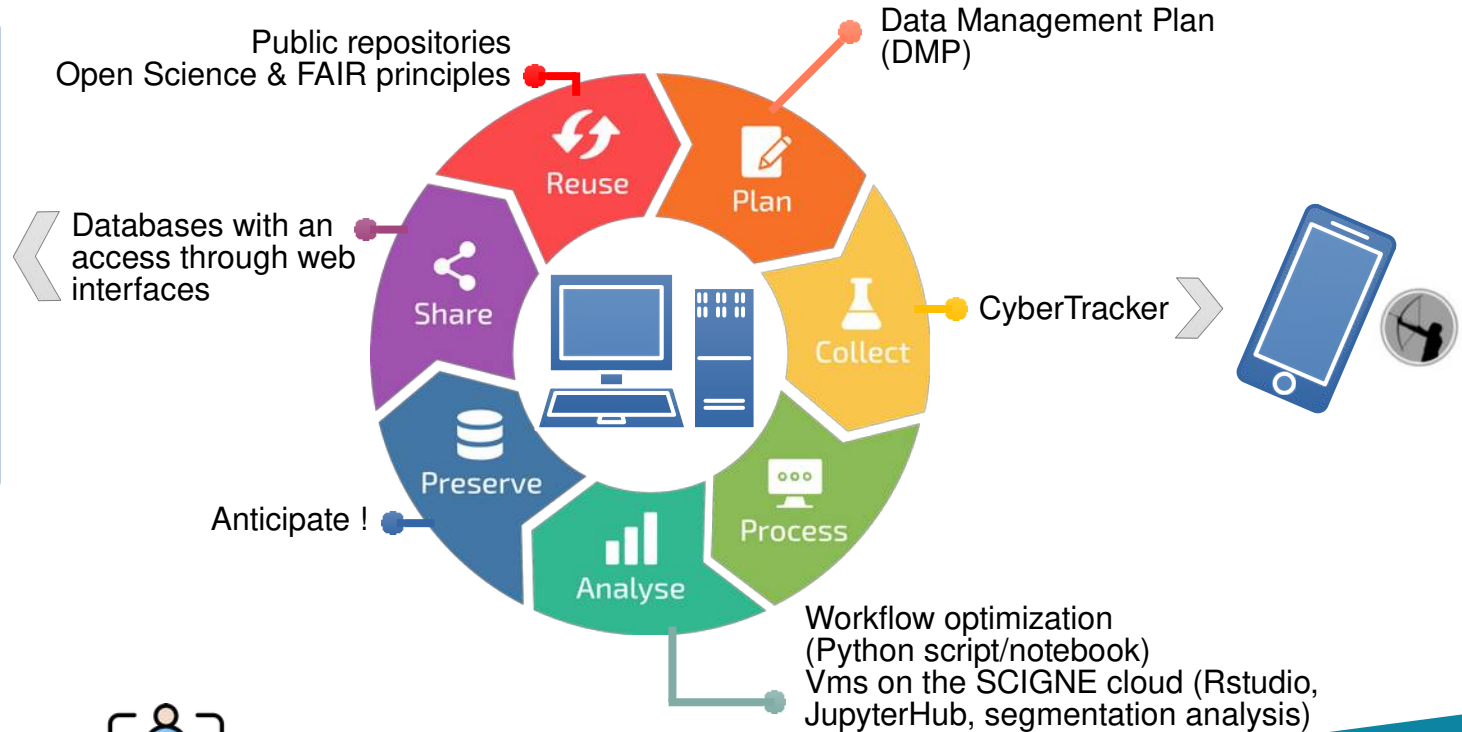 Public repositories
Open Science & FAIR principles
Data Management Plan
(DMP)
Reuse
Plan
Databases with an
access through web
interfaces
Share
Collect
CyberTracker
Preserve
Process
Anticipate !
Analyse
Workflow optimization
(Python script/notebook)
Vms on the SCIGNE cloud (Rstudio,
JupyterHub, segmentation analysis)